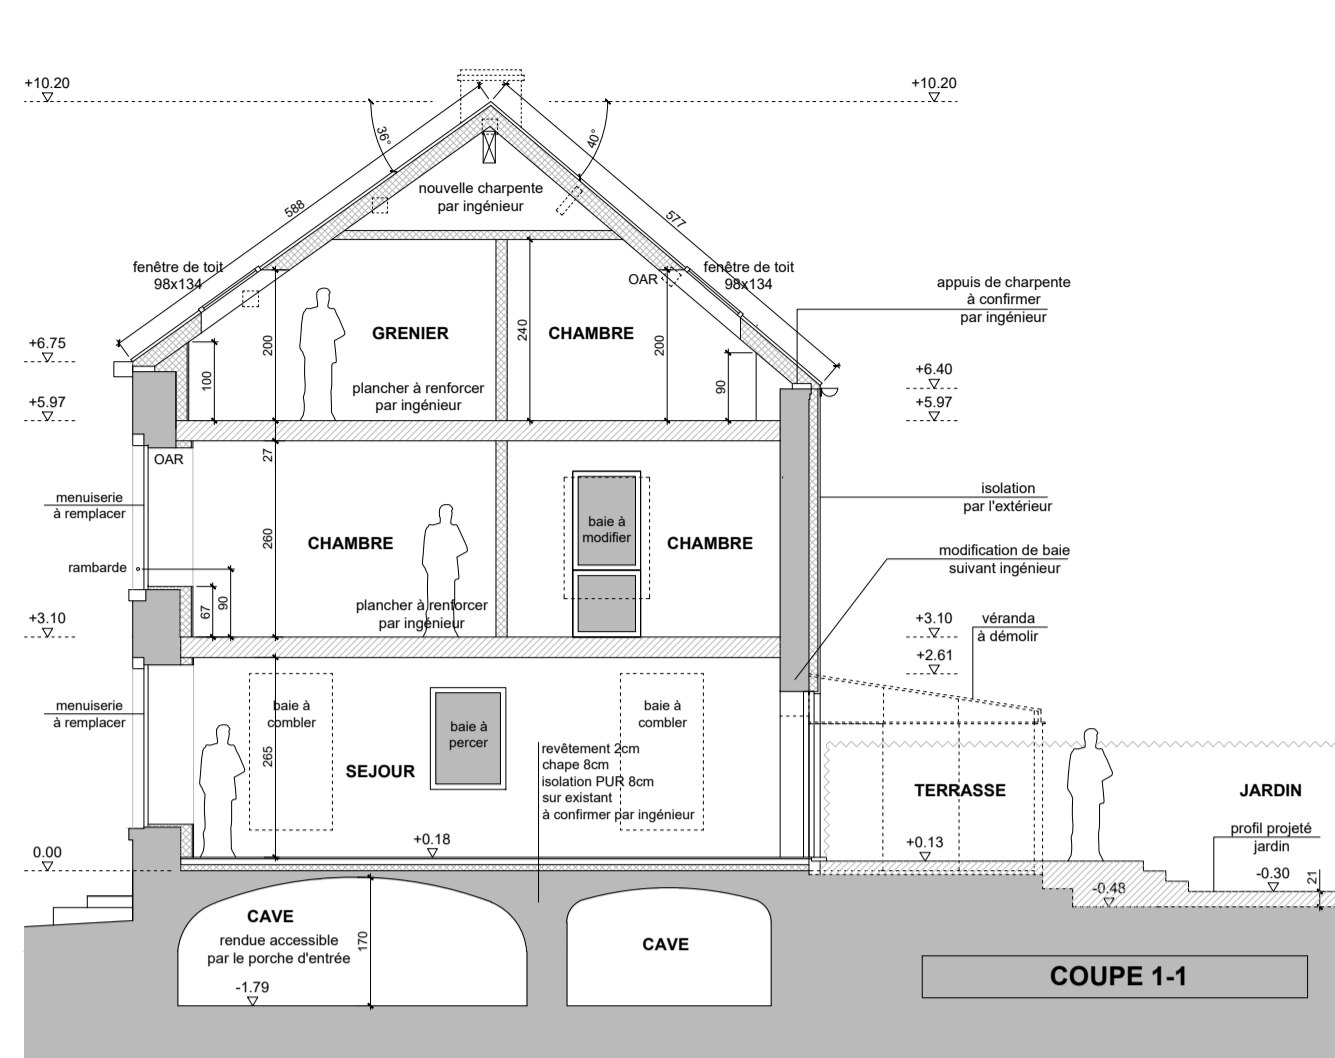 +10.20
+10.20
36°
40°
nouvelle charpente
par ingénieur
588
577
fenêtre de toit
98x134
fenêtre de toit
98x134
OAR
appuis de charpente
à confirmer
par ingénieur
GRENIER
CHAMBRE
200
240
200
100
90
+6.75
+6.40
plancher à renforcer
par ingénieur
+5.97
+5.97
27
OAR
menuiserie
à remplacer
isolation
par l'extérieur
baie à
modifier
CHAMBRE
CHAMBRE
260
modification de baie
suivant ingénieur
rambarde
67
90
plancher à renforcer
par ingénieur
+3.10
+3.10
véranda
à démolir
+2.61
menuiserie
à remplacer
baie à
combler
baie à
percer
baie à
combler
265
SEJOUR
revêtement 2cm
chape 8cm
isolation PUR 8cm
sur existant
à confirmer par ingénieur
TERRASSE
JARDIN
profil projeté
jardin
+0.18
+0.13
0.00
-0.30
21
-0.48
CAVE
rendue accessible
par le porche d'entrée
170
-1.79
CAVE
COUPE 1-1